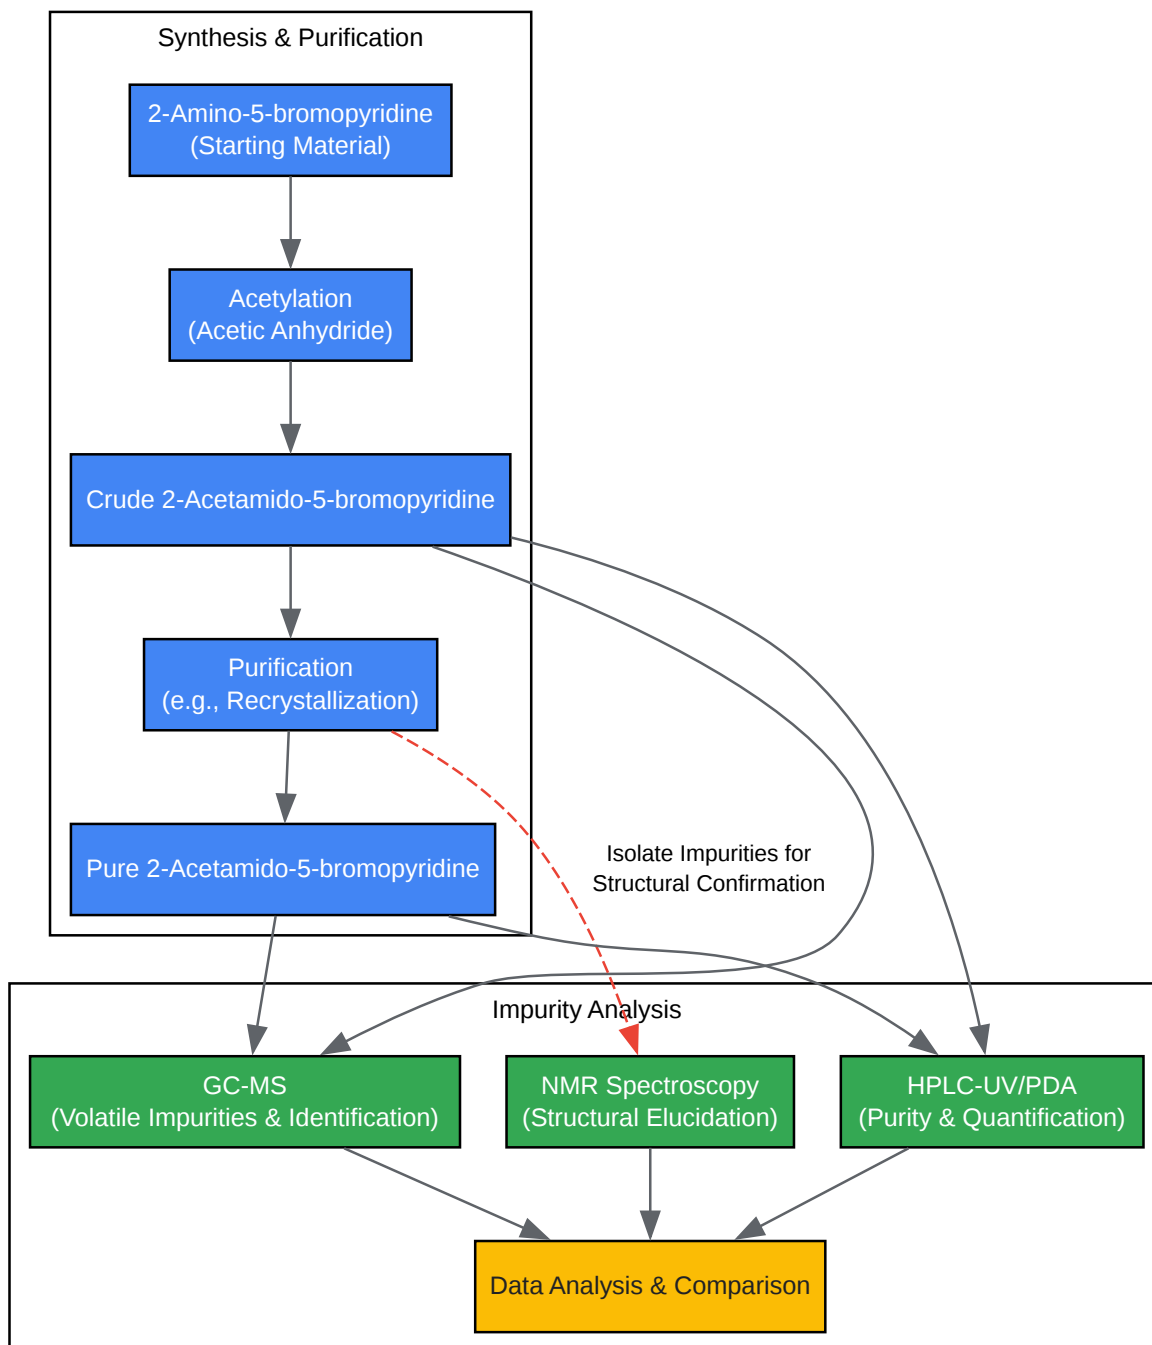 Synthesis & Purification
2-Amino-5-bromopyridine
(Starting Material)
Acetylation
(Acetic Anhydride)
Crude 2-Acetamido-5-bromopyridine
Purification
(e.g., Recrystallization)
Pure 2-Acetamido-5-bromopyridine
Isolate Impurities for
Structural Confirmation
Impurity Analysis
GC-MS
(Volatile Impurities & Identification)
NMR Spectroscopy
(Structural Elucidation)
HPLC-UV/PDA
(Purity & Quantification)
Data Analysis & Comparison